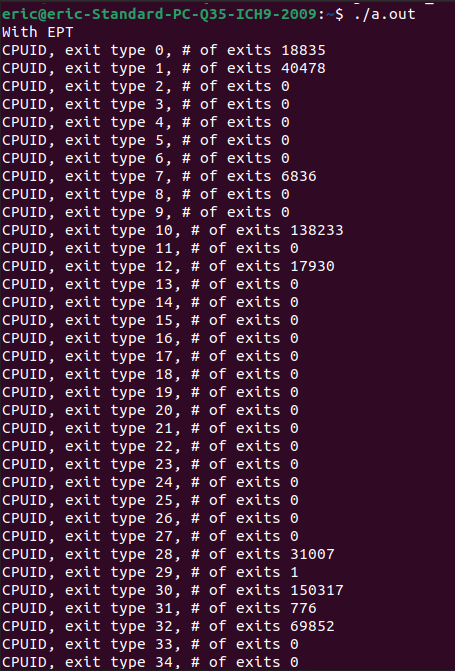 eric@eric-Standard-PC-Q35-ICH9-2009:~$ ./a.out
With EPT
CPUID, exit type 0, # of exits 18835
CPUID, exit type 1, # of exits 40478
CPUID, exit type 2, # of exits 0
CPUID, exit type 3, # of exits 0
CPUID, exit type 4, # of exits 0
CPUID, exit type 5, # of exits 0
CPUID, exit type 6, # of exits 0
CPUID, exit type 7, # of exits 6836
CPUID, exit type 8, # of exits 0
CPUID, exit type 9, # of exits 0
CPUID, exit type 10, # of exits 138233
CPUID, exit type 11, # of exits 0
CPUID, exit type 12, # of exits 17930
CPUID, exit type 13, # of exits 0
CPUID, exit type 14, # of exits 0
CPUID, exit type 15, # of exits 0
CPUID, exit type 16, # of exits 0
CPUID, exit type 17, # of exits 0
CPUID, exit type 18, # of exits 0
CPUID, exit type 19, # of exits 0
CPUID, exit type 20, # of exits 0
CPUID, exit type 21, # of exits 0
CPUID, exit type 22, # of exits 0
CPUID, exit type 23, # of exits 0
CPUID, exit type 24, # of exits 0
CPUID, exit type 25, # of exits 0
CPUID, exit type 26, # of exits 0
CPUID, exit type 27, # of exits 0
CPUID, exit type 28, # of exits 31007
CPUID, exit type 29, # of exits 1
CPUID, exit type 30, # of exits 150317
CPUID, exit type 31, # of exits 776
CPUID, exit type 32, # of exits 69852
CPUID, exit type 33, # of exits 0
CPUID, exit type 34, # of exits 0